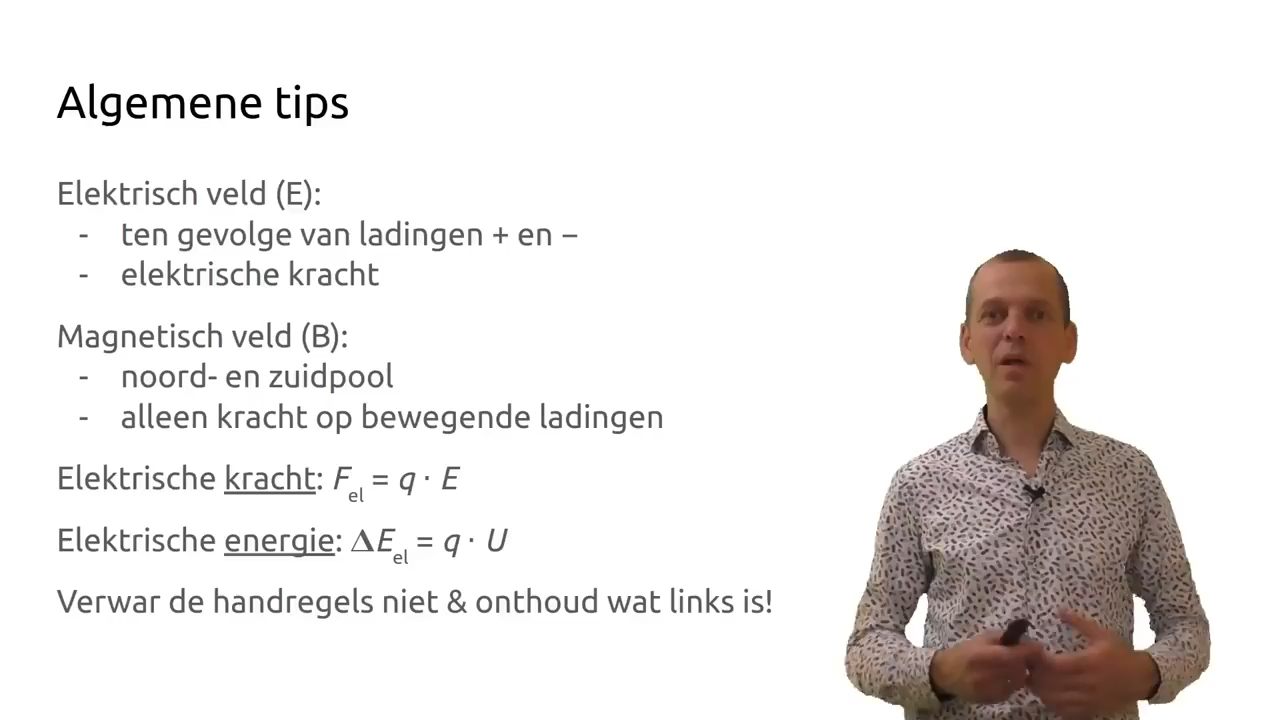 Algemene tips
Elektrisch veld (E):
- ten gevolge van ladingen + en –
- elektrische kracht
Magnetisch veld (B):
- noord- en zuidpool
- alleen kracht op bewegende ladingen
Elektrische kracht: Fel = q · E
Elektrische energie: ΔEel = q · U
Verwar de handregels niet & onthoud wat links is!